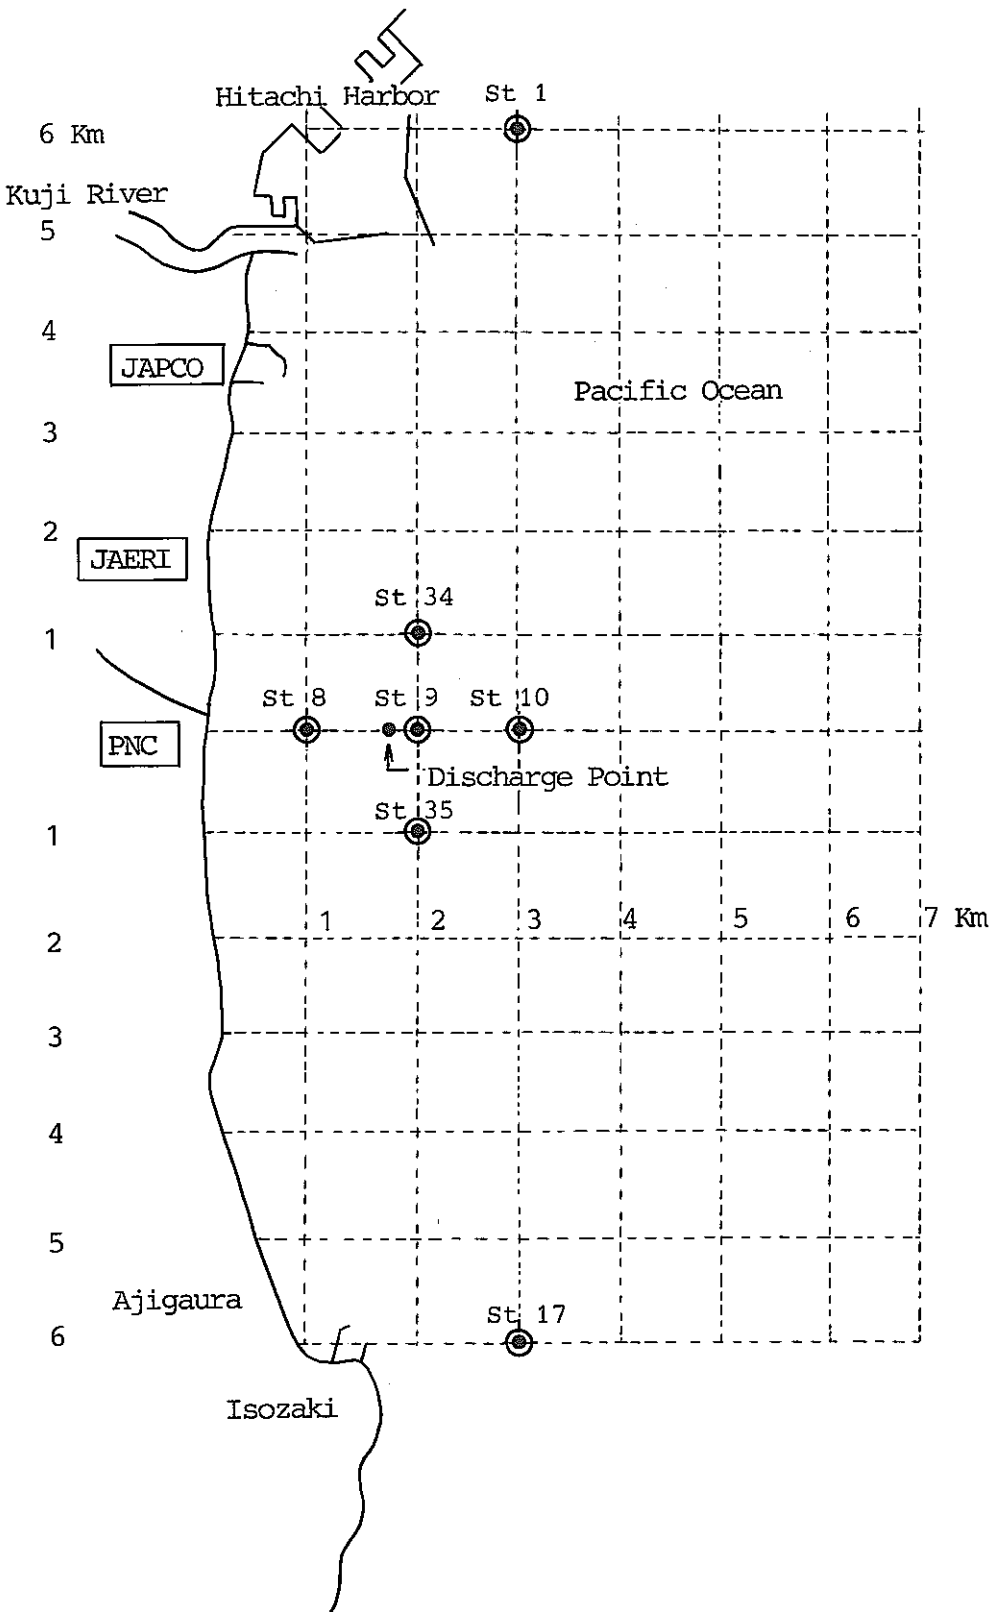 Hitachi Harbor
St 1
6 Km
Kuji River
5
4
JAPCO
Pacific Ocean
3
2
JAERI
St 34
1
St 8
St 9
St 10
PNC
Discharge Point
St 35
1
1
2
3
4
5
6
7 Km
2
3
4
5
Ajigaura
St 17
6
Isozaki